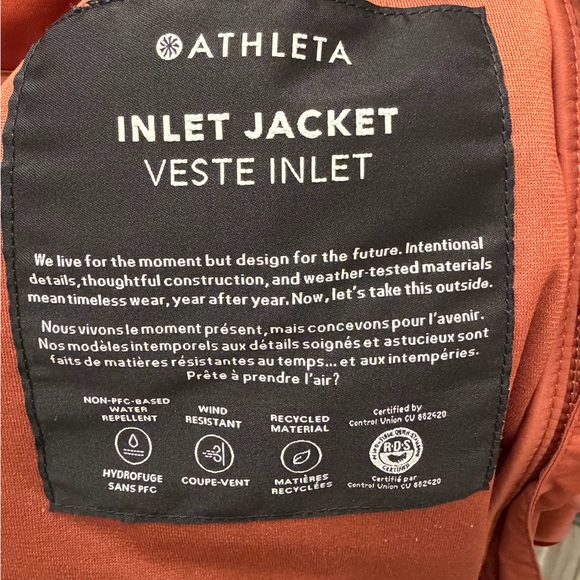 ATHLETA
INLET JACKET
VESTE INLET
We live for the moment but design for the future. Intentional
details, thoughtful construction, and weather-tested materials
mean timeless wear, year after year. Now, let's take this outside.
Nous vivons le moment présent, mais concevons pour l'avenir.
Nos modèles intemporels aux détails soignés et astucieux sont
faits de matières résistantes au temps... et aux intempéries.
Prête à prendre l'air?
NON-PFC-BASED
WATER
REPELLENT
HYDROFUGE
SANS PFC
WIND
RESISTANT
COUPE-VENT
RECYCLED
MATERIAL
MATIÈRES
RECYCLÉES
Certified by
Control Union CU 882420
RESPONSIBLE DOWN STANDARD
R·D·S
CERTIFIED
Certifié par
Control Union CU 882420